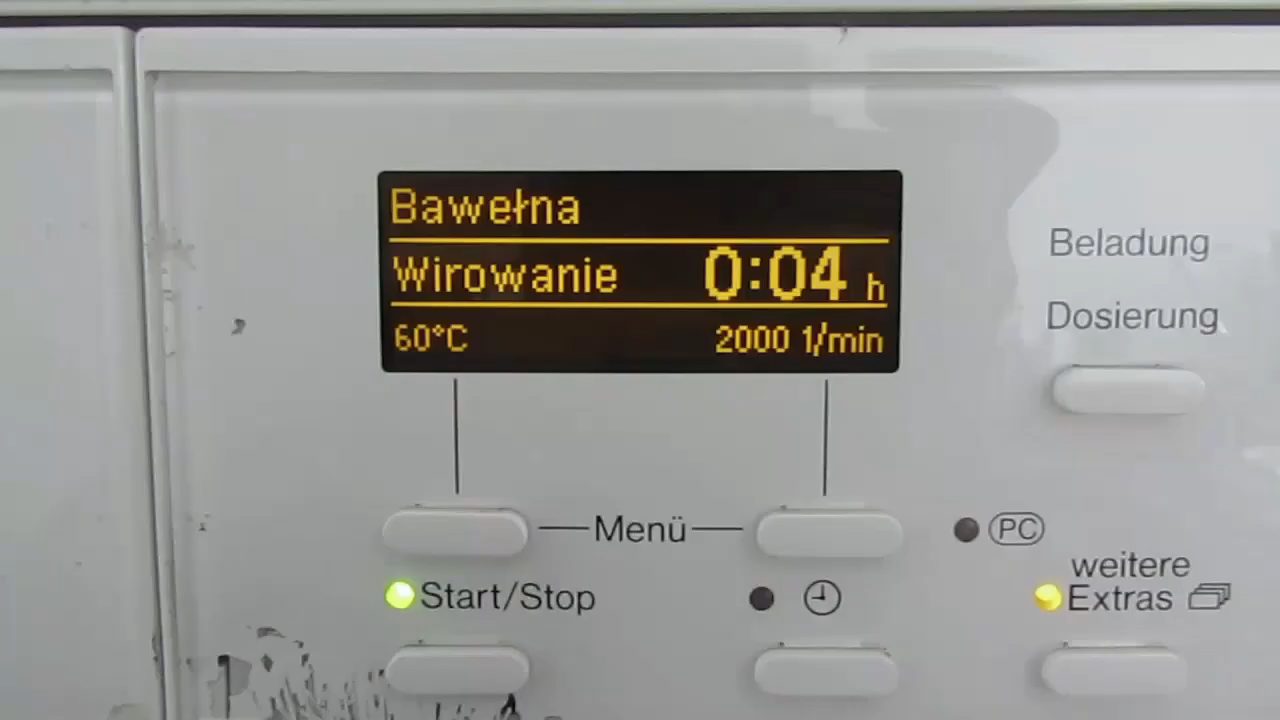 Bawełna
Wirowanie 0:04 h
60°C 2000 1/min
Beladung
Dosierung
Menü
PC
Start/Stop
weitere
Extras